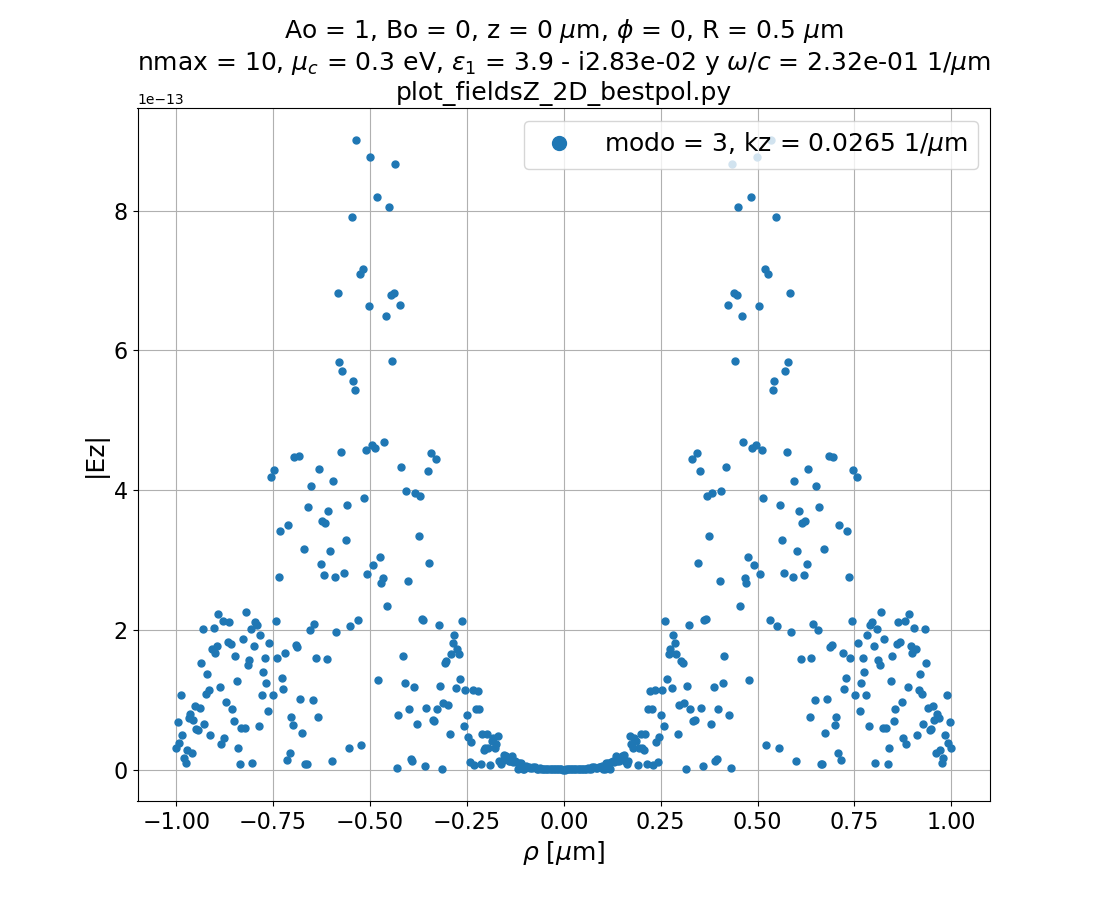 Ao = 1, Bo = 0, z = 0 μm, ϕ = 0, R = 0.5 μm
nmax = 10, μc = 0.3 eV, ε1 = 3.9 - i2.83e-02 y ω/c = 2.32e-01 1/μm
plot_fieldsZ_2D_bestpol.py
1e−13
modo = 3, kz = 0.0265 1/μm
8
6
|Ez|
4
2
0
−1.00 −0.75 −0.50 −0.25 0.00 0.25 0.50 0.75 1.00
ρ [μm]